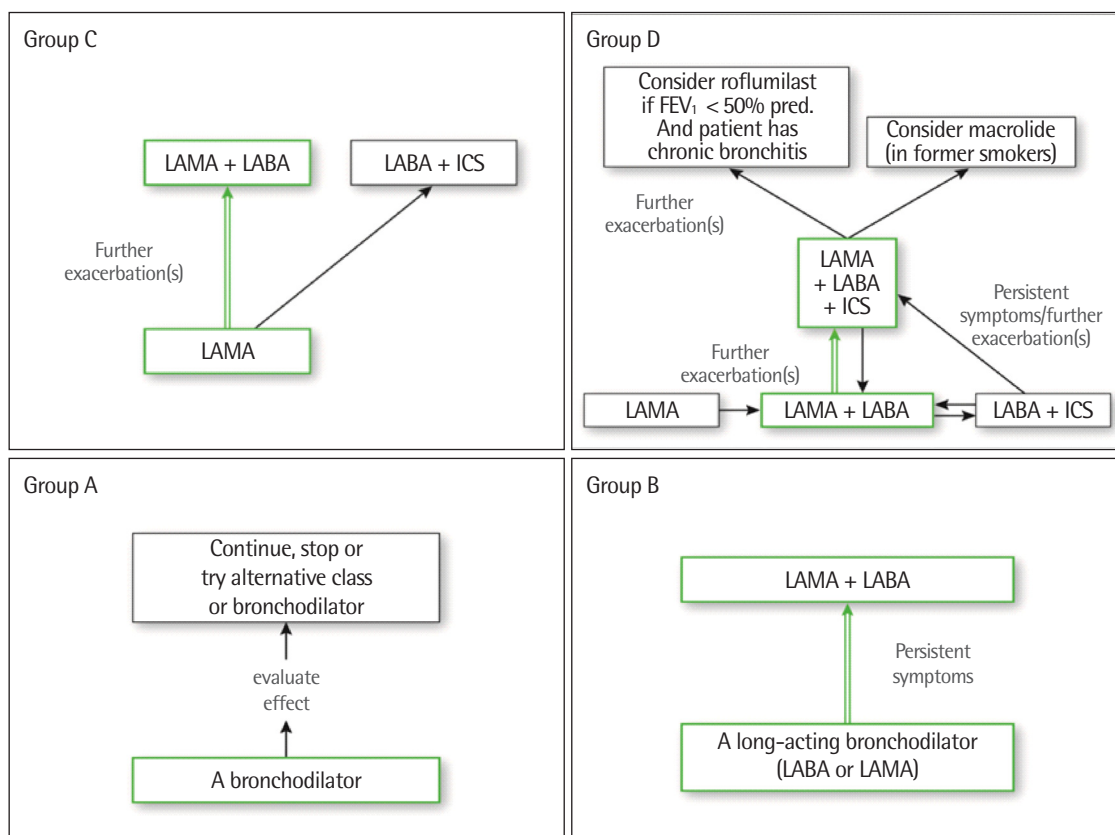 Group C
LAMA + LABA
LABA + ICS
Further
exacerbation(s)
LAMA
Group D
Consider roflumilast
if FEV₁ < 50% pred.
And patient has
chronic bronchitis
Consider macrolide
(in former smokers)
Further
exacerbation(s)
LAMA
+ LABA
+ ICS
Persistent
symptoms/further
exacerbation(s)
Further
exacerbation(s)
LAMA
LAMA + LABA
LABA + ICS
Group A
Continue, stop or
try alternative class
or bronchodilator
evaluate
effect
A bronchodilator
Group B
LAMA + LABA
Persistent
symptoms
A long-acting bronchodilator
(LABA or LAMA)